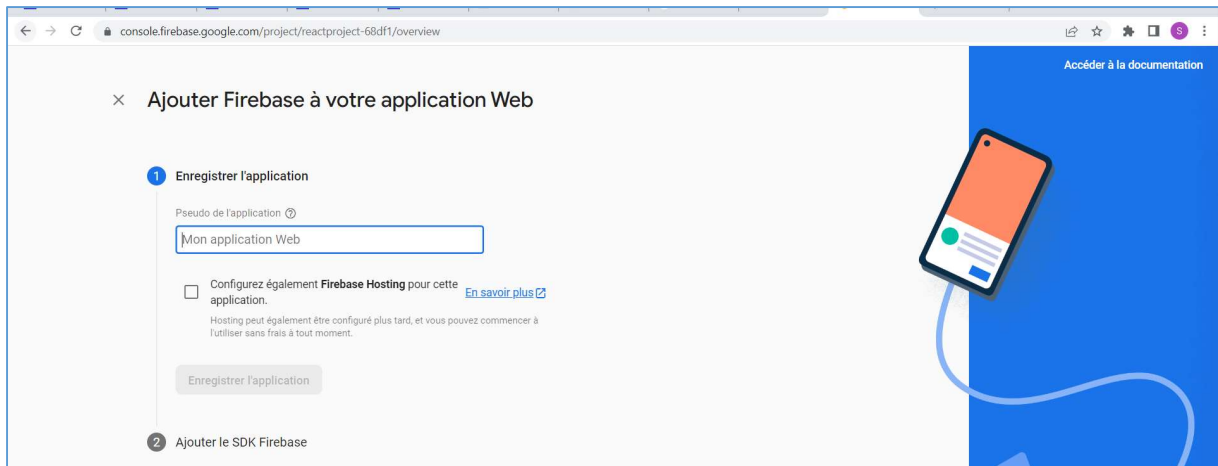 console.firebase.google.com/project/reactproject-68df1/overview
S
Accéder à la documentation
Ajouter Firebase à votre application Web
1 Enregistrer l'application
Pseudo de l'application
Mon application Web
Configurez également Firebase Hosting pour cette
application.
En savoir plus
Hosting peut également être configuré plus tard, et vous pouvez commencer à
l'utiliser sans frais à tout moment.
Enregistrer l'application
2 Ajouter le SDK Firebase